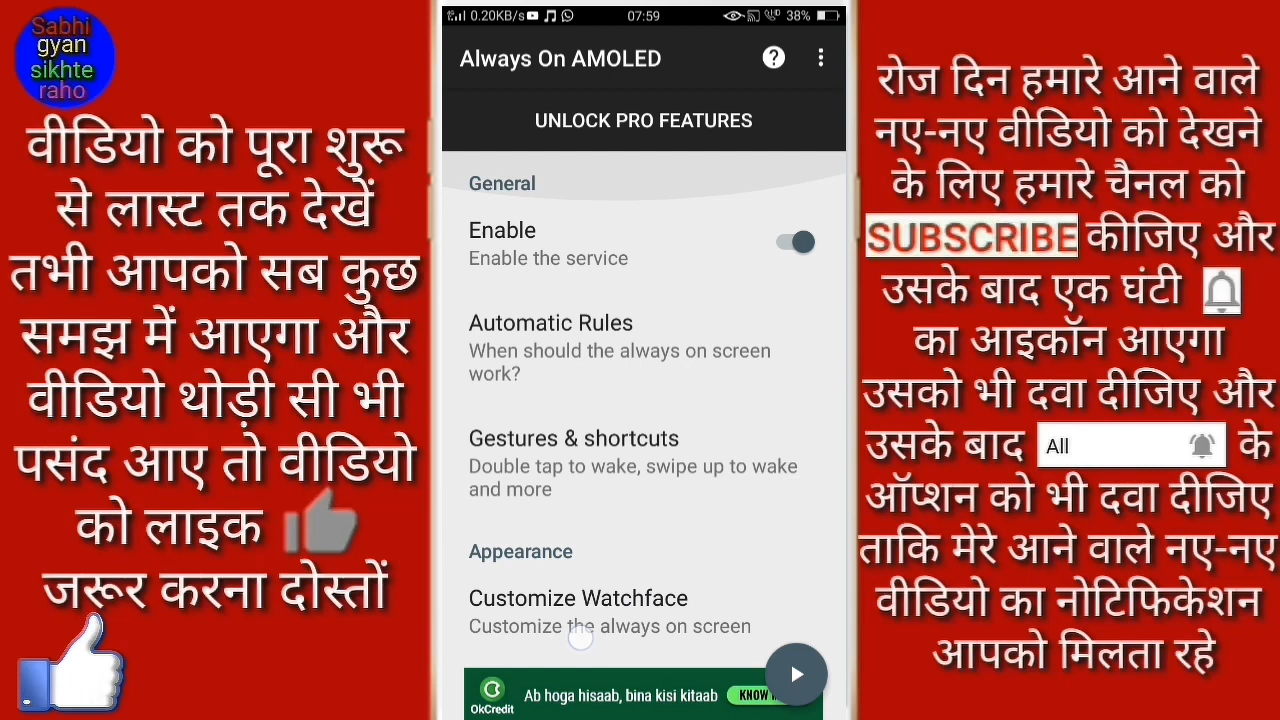 Sabhi
gyan
sikhte
raho
वीडियो को पूरा शुरू
से लास्ट तक देखें
तभी आपको सब कुछ
समझ में आएगा और
वीडियो थोड़ी सी भी
पसंद आए तो वीडियो
को लाइक
जरूर करना दोस्तों
0.20KB/s 07:59 38%
Always On AMOLED
UNLOCK PRO FEATURES
General
Enable
Enable the service
Automatic Rules
When should the always on screen
work?
Gestures & shortcuts
Double tap to wake, swipe up to wake
and more
Appearance
Customize Watchface
Customize the always on screen
Ab hoga hisaab, bina kisi kitaab KNOW
OkCredit
रोज दिन हमारे आने वाले
नए-नए वीडियो को देखने
के लिए हमारे चैनल को
SUBSCRIBE कीजिए और
उसके बाद एक घंटी
का आइकॉन आएगा
उसको भी दवा दीजिए और
उसके बाद All के
ऑप्शन को भी दवा दीजिए
ताकि मेरे आने वाले नए-नए
वीडियो का नोटिफिकेशन
आपको मिलता रहे